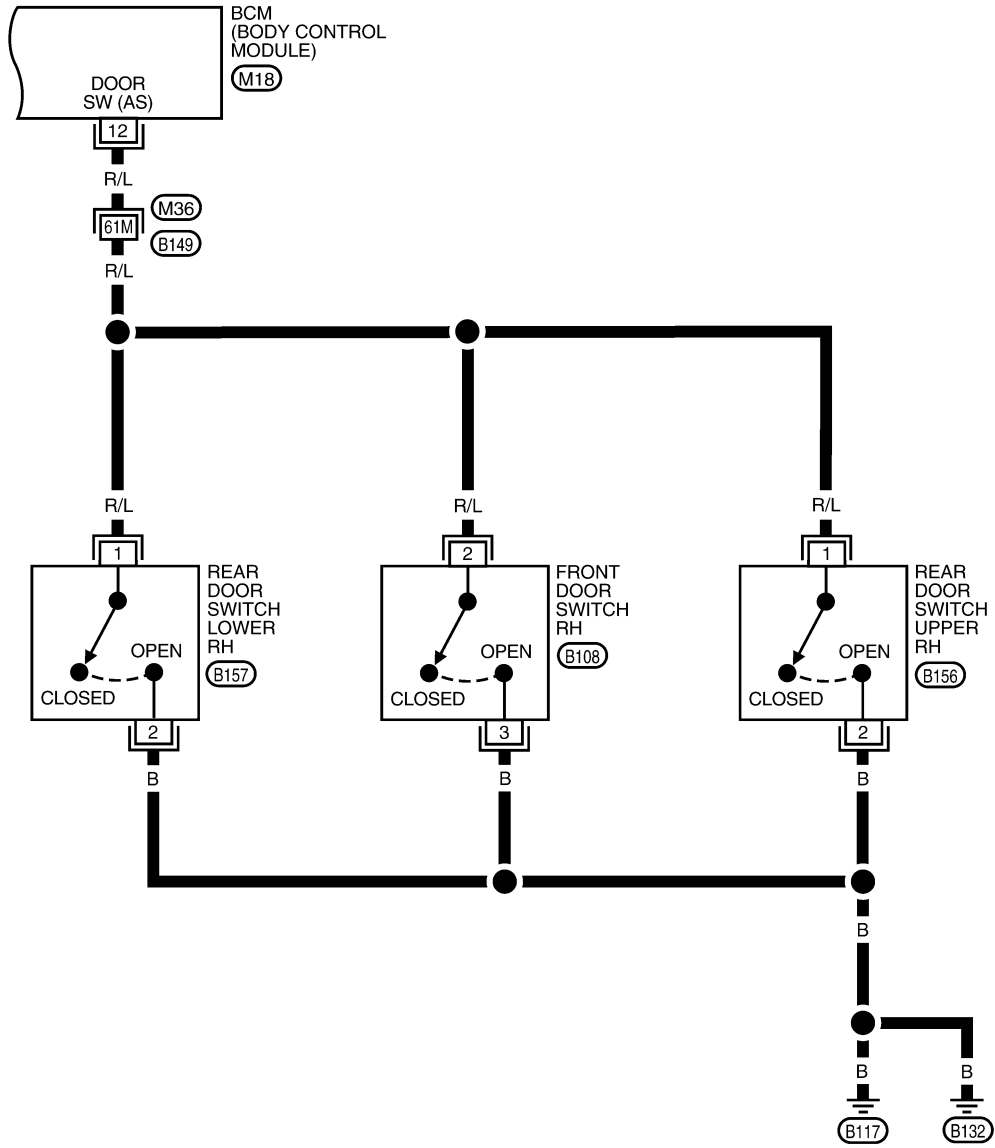 BCM
(BODY CONTROL
MODULE)
M18
DOOR
SW (AS)
12
R/L
M36
61M
B149
R/L
R/L
R/L
R/L
1
2
1
REAR
DOOR
SWITCH
LOWER
RH
B157
OPEN
CLOSED
FRONT
DOOR
SWITCH
RH
B108
OPEN
CLOSED
REAR
DOOR
SWITCH
UPPER
RH
B156
OPEN
CLOSED
2
3
2
B
B
B
B
B
B
B117
B132